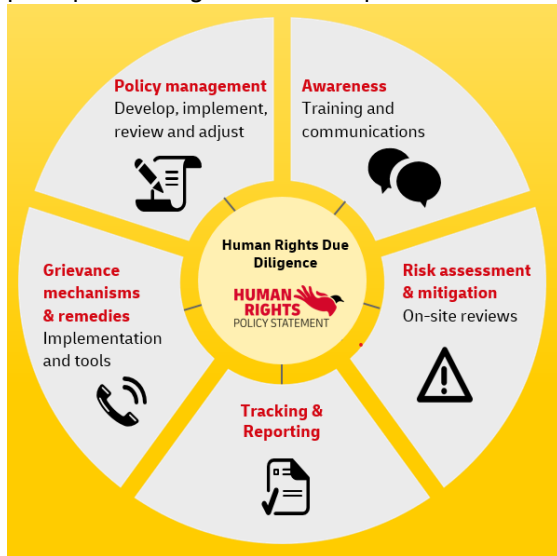 Policy management
Develop, implement,
review and adjust
Awareness
Training and
communications
Human Rights Due
Diligence
HUMAN
RIGHTS
POLICY STATEMENT
Grievance
mechanisms
& remedies
Implementation
and tools
Risk assessment
& mitigation
On-site reviews
Tracking &
Reporting